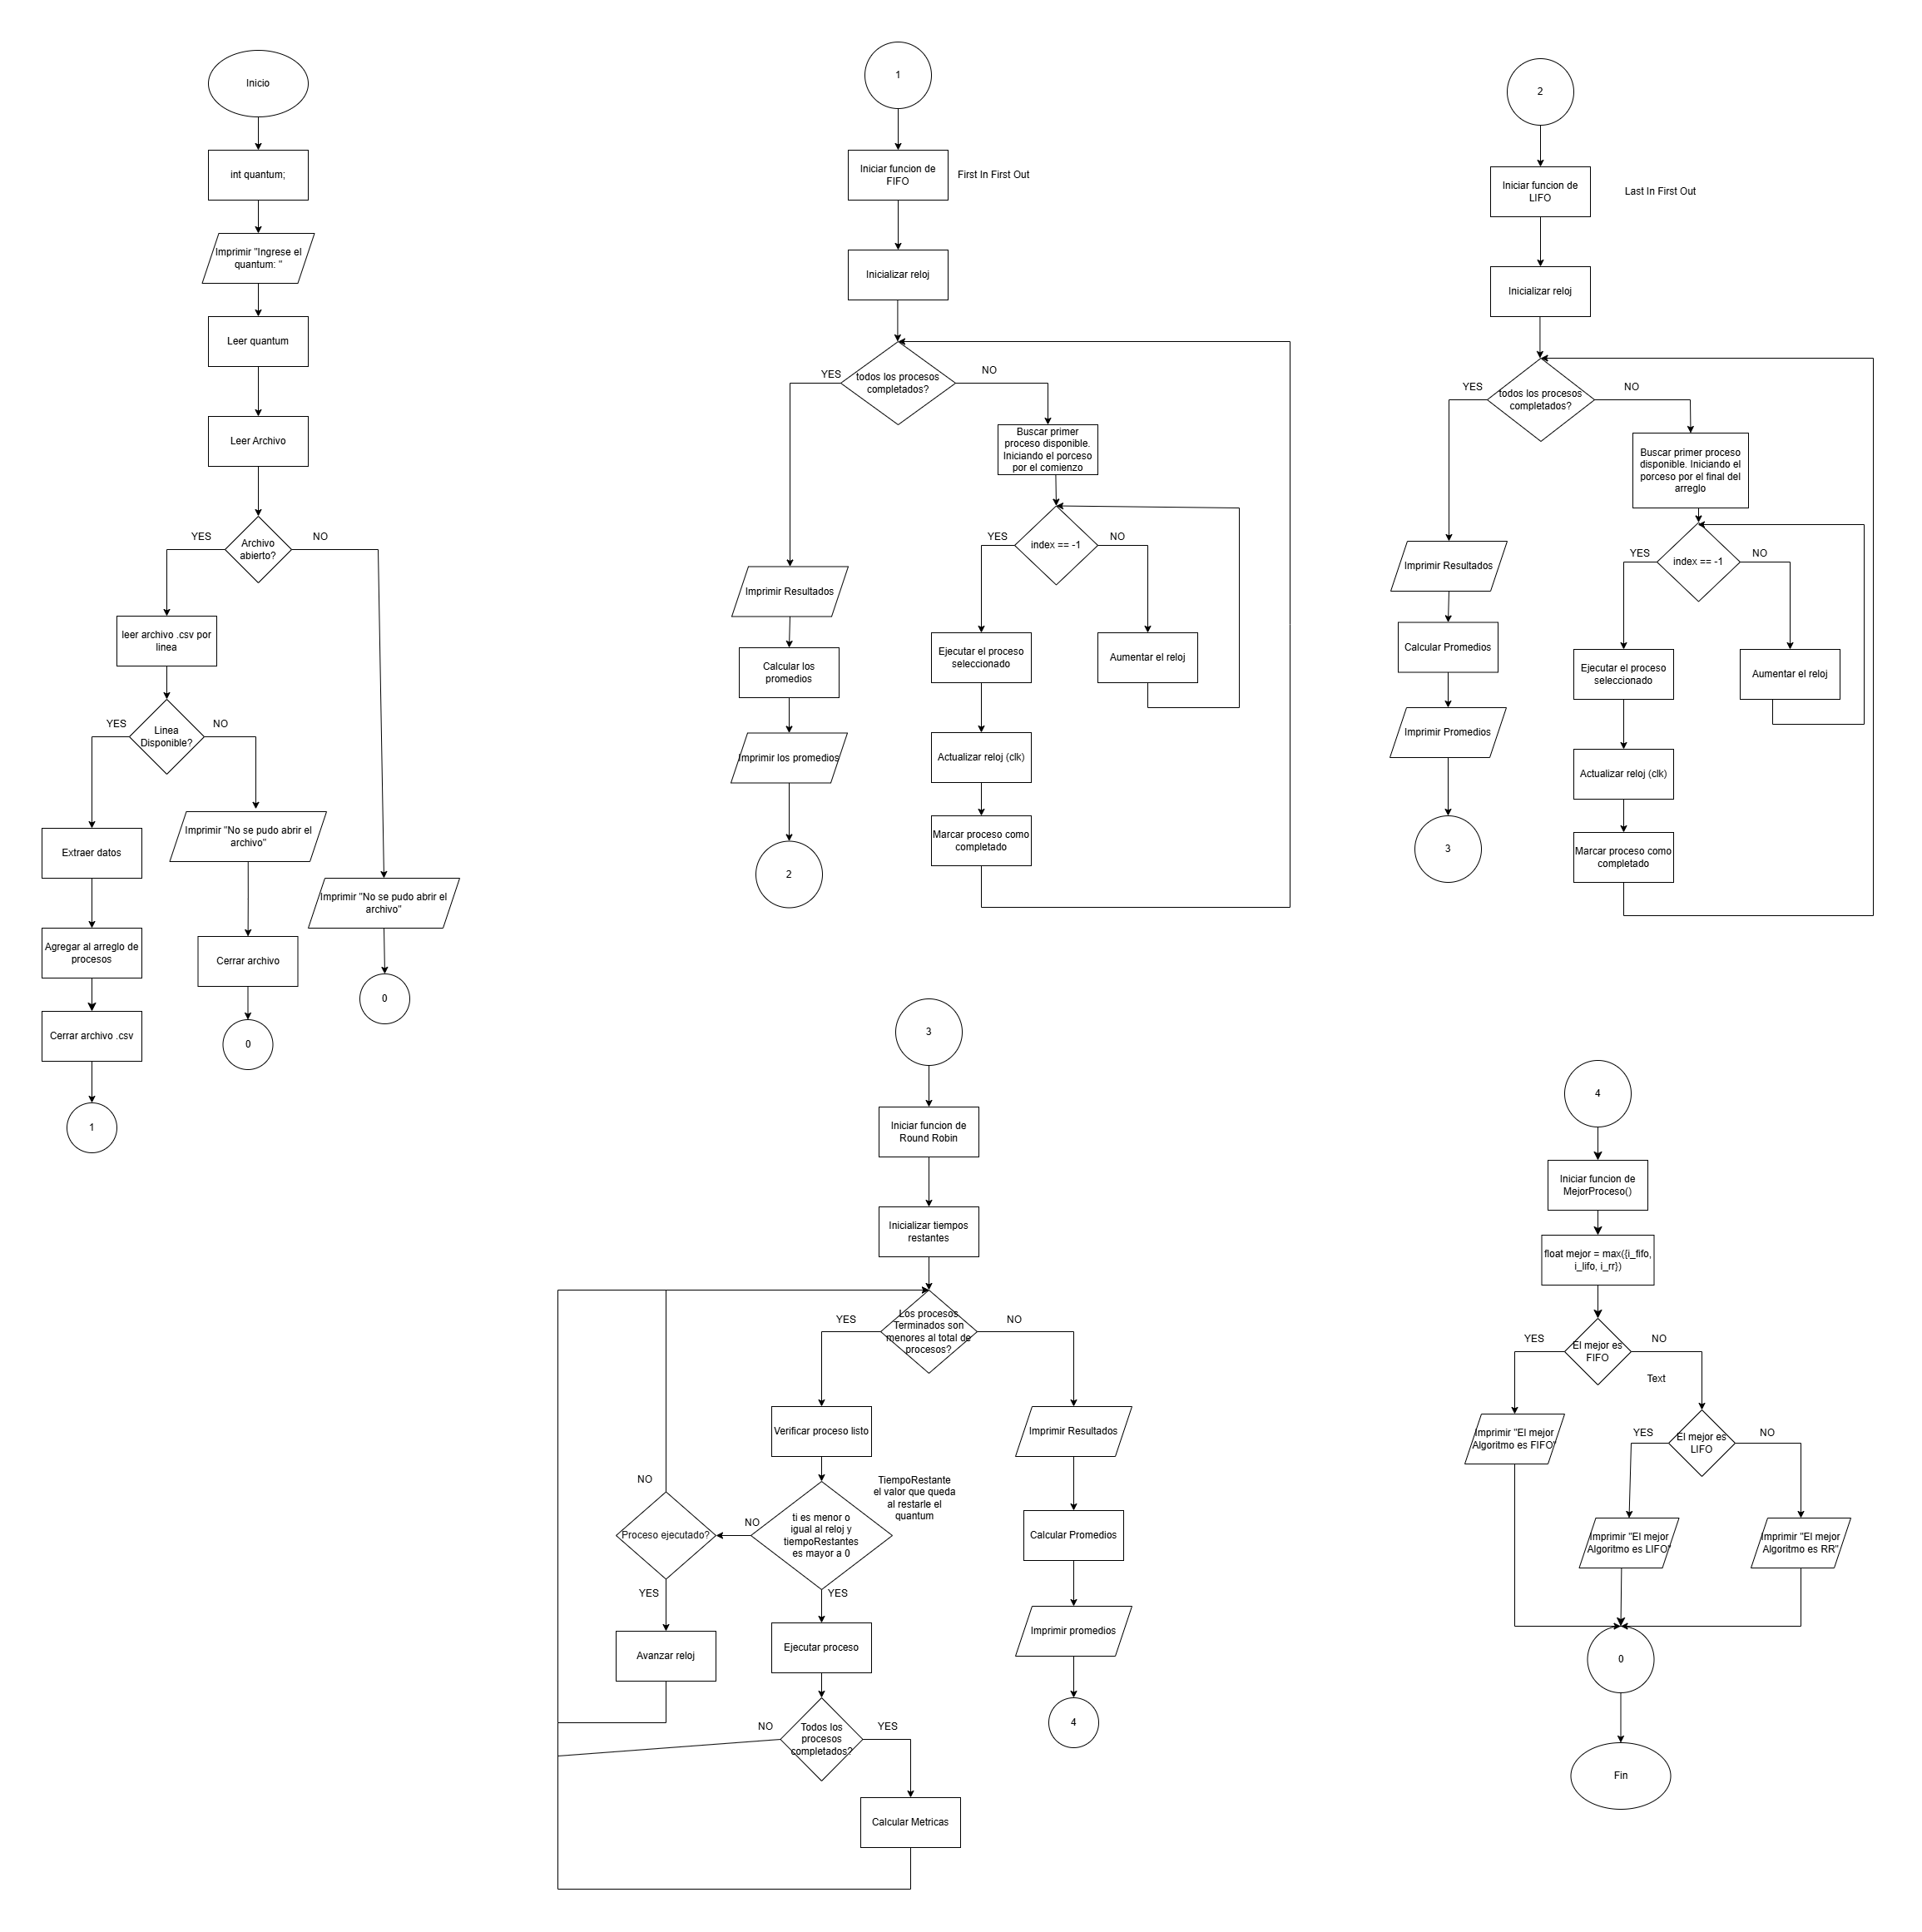 Inicio
int quantum;
Imprimir "Ingrese el
quantum: "
Leer quantum
Leer Archivo
Archivo
abierto?
YES
NO
leer archivo .csv por
linea
Linea
Disponible?
YES
NO
Extraer datos
Agregar al arreglo de
procesos
Cerrar archivo .csv
1
Imprimir "No se pudo abrir el
archivo"
Cerrar archivo
0
Imprimir "No se pudo abrir el
archivo"
0
1
Iniciar funcion de
FIFO
First In First Out
Inicializar reloj
todos los procesos
completados?
YES
NO
Imprimir Resultados
Calcular los
promedios
Imprimir los promedios
2
Buscar primer
proceso disponible.
Iniciando el porceso
por el comienzo
index == -1
YES
NO
Ejecutar el proceso
seleccionado
Actualizar reloj (clk)
Marcar proceso como
completado
Aumentar el reloj
2
Iniciar funcion de
LIFO
Last In First Out
Inicializar reloj
todos los procesos
completados?
YES
NO
Imprimir Resultados
Calcular Promedios
Imprimir Promedios
3
Buscar primer proceso
disponible. Iniciando el
porceso por el final del
arreglo
index == -1
YES
NO
Ejecutar el proceso
seleccionado
Actualizar reloj (clk)
Marcar proceso como
completado
Aumentar el reloj
3
Iniciar funcion de
Round Robin
Inicializar tiempos
restantes
Los procesos
Terminados son
menores al total de
procesos?
YES
NO
Verificar proceso listo
TiempoRestante
el valor que queda
al restarle el
quantum
ti es menor o
igual al reloj y
tiempoRestantes
es mayor a 0
NO
YES
Proceso ejecutado?
NO
YES
Avanzar reloj
Ejecutar proceso
Todos los
procesos
completados?
NO
YES
Calcular Metricas
Imprimir Resultados
Calcular Promedios
Imprimir promedios
4
4
Iniciar funcion de
MejorProceso()
float mejor = max({i_fifo,
i_lifo, i_rr})
El mejor es
FIFO
YES
NO
Text
Imprimir "El mejor
Algoritmo es FIFO"
El mejor es
LIFO
YES
NO
Imprimir "El mejor
Algoritmo es LIFO"
Imprimir "El mejor
Algoritmo es RR"
0
Fin